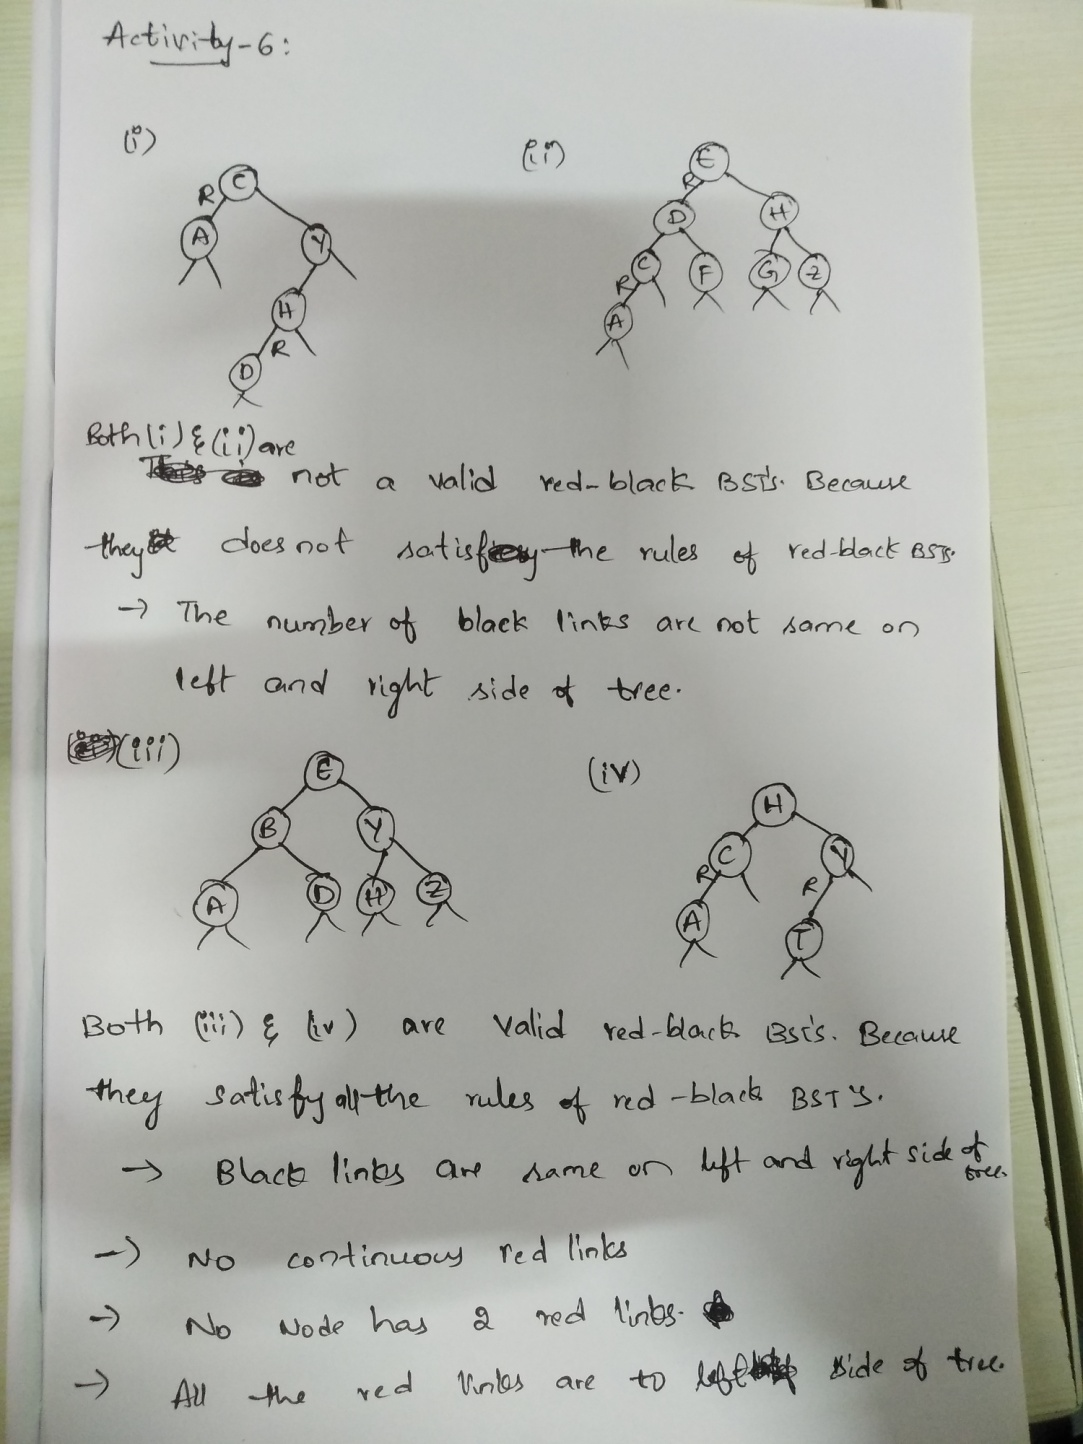 Activity-6:
(i)
(ii)
C
R
A
Y
H
R
D
E
R
D
H
C
F
G
Z
R
A
Both (i) & (ii) are
not a valid red-black BST's. Because
they does not satisfy the rules of red-black BSTs.
→ The number of black links are not same on
left and right side of tree.
(iii)
(iv)
E
B
Y
A
D
H
Z
H
C
Y
R
R
A
T
Both (iii) & (iv) are valid red-black BST's. Because
they satisfy all the rules of red-black BST's.
→ Black links are same on left and right side of
tree.
→ No continuous red links
→ No Node has 2 red links.
→ All the red links are to left side of tree.